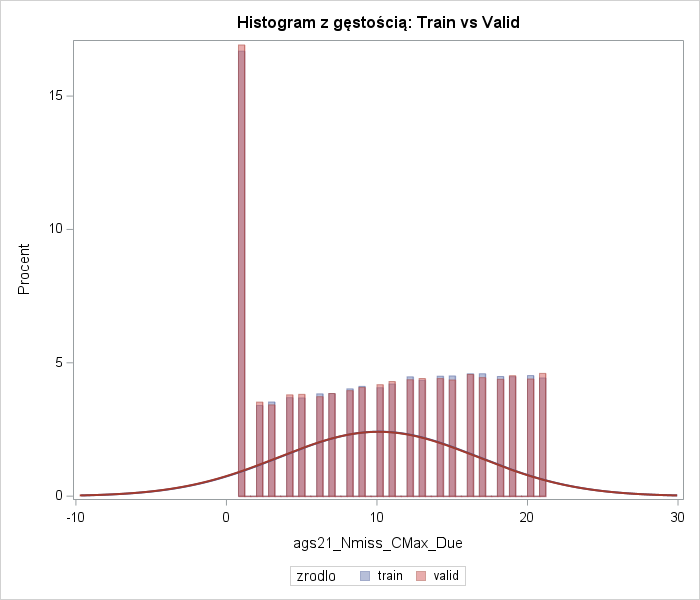 Histogram z gęstością: Train vs Valid
Procent
15
10
5
0
-10 0 10 20 30
ags21_Nmiss_CMax_Due
zrodlo train valid